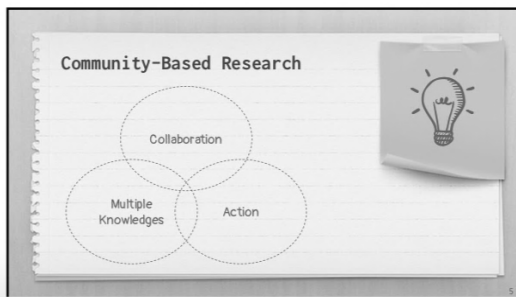 Community-Based Research
Collaboration
Multiple
Knowledges
Action
5